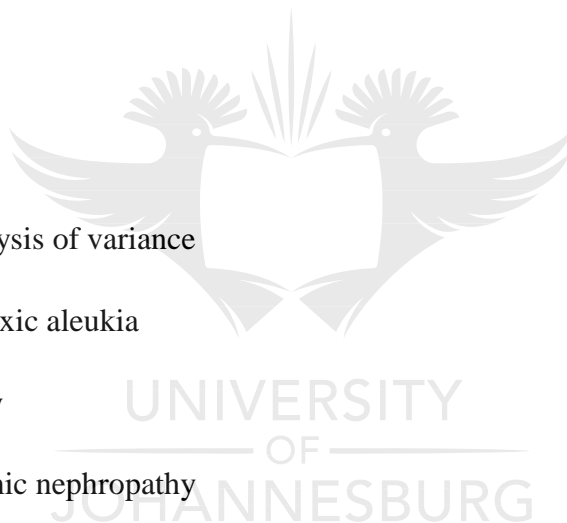 ysis of variance
xic aleukia
y
UNIVERSITY
OF
nic nephropathy
JOHANNESBURG